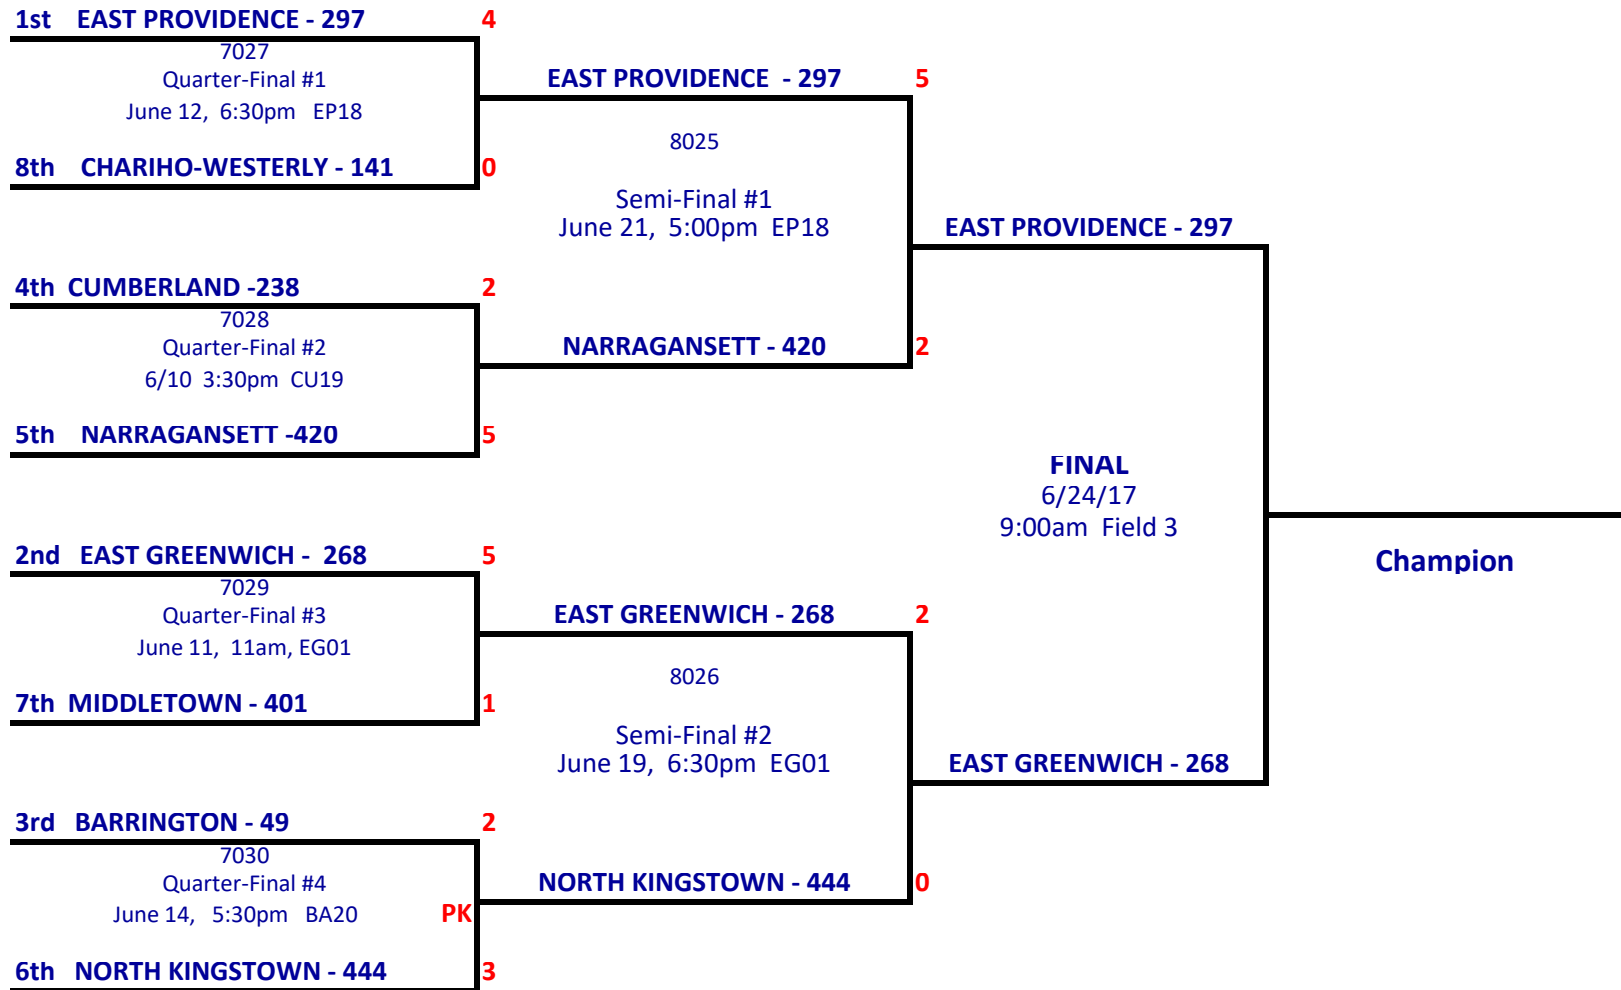 1st EAST PROVIDENCE - 297 4
7027
Quarter-Final #1
June 12, 6:30pm EP18
8th CHARIHO-WESTERLY - 141 0
EAST PROVIDENCE - 297 5
8025
Semi-Final #1
June 21, 5:00pm EP18
4th CUMBERLAND -238 2
7028
Quarter-Final #2
6/10 3:30pm CU19
5th NARRAGANSETT -420 5
NARRAGANSETT - 420 2
EAST PROVIDENCE - 297
FINAL
6/24/17
9:00am Field 3
Champion
2nd EAST GREENWICH - 268 5
7029
Quarter-Final #3
June 11, 11am, EG01
7th MIDDLETOWN - 401 1
EAST GREENWICH - 268 2
8026
Semi-Final #2
June 19, 6:30pm EG01
EAST GREENWICH - 268
3rd BARRINGTON - 49 2
7030
Quarter-Final #4
June 14, 5:30pm BA20 PK
6th NORTH KINGSTOWN - 444 3
NORTH KINGSTOWN - 444 0